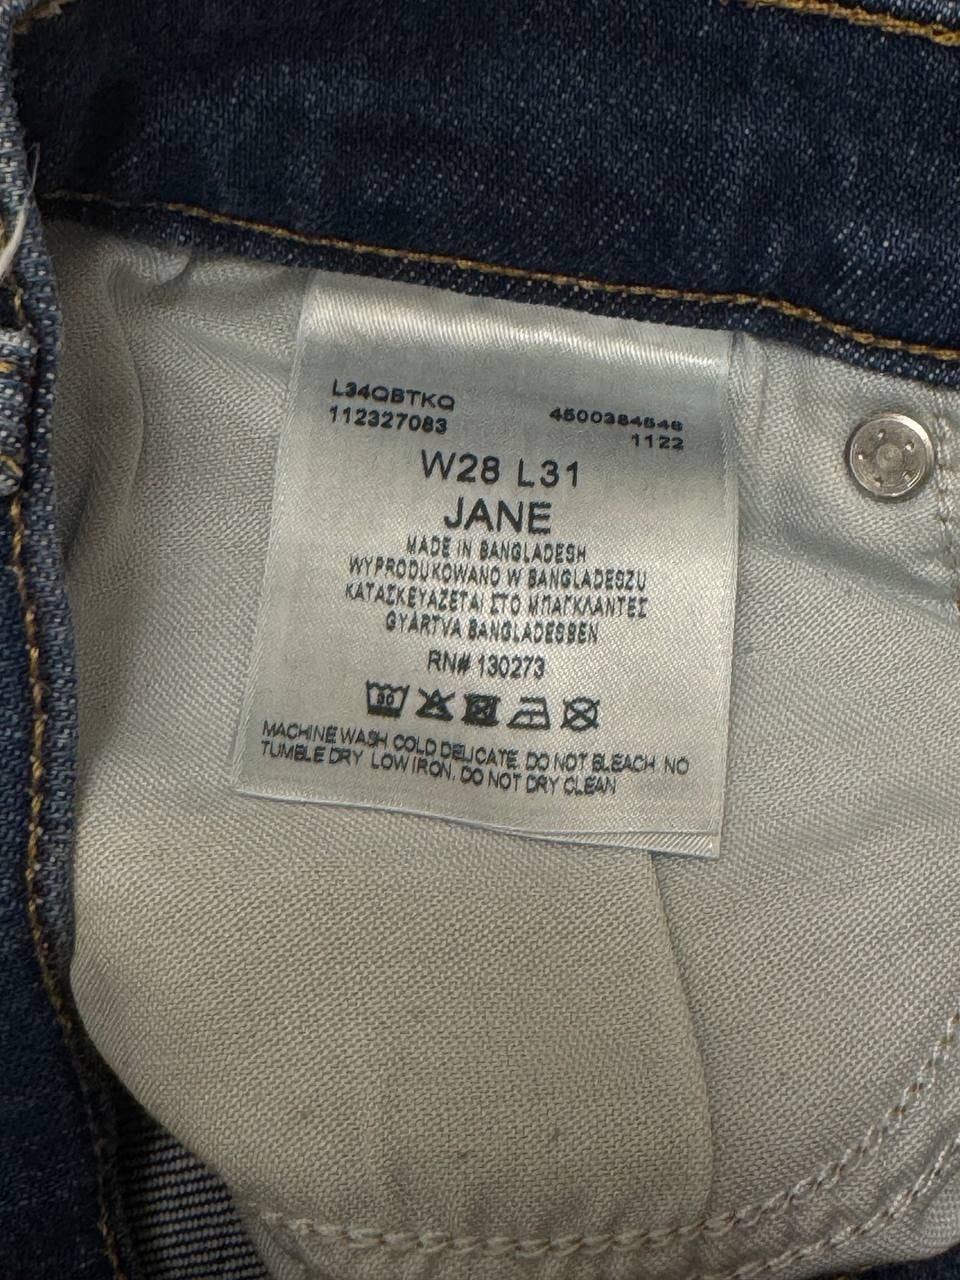 L34QBTKQ
112327083
4500384546
1122
W28 L31
JANE
MADE IN BANGLADESH
WYPRODUKOWANO W BANGLADESZU
ΚΑΤΑΣΚΕΥΑΖΕΤΑΙ ΣΤΟ ΜΠΑΓΚΛΑΝΤΕΣ
GYÁRTVA BANGLADESBEN
RN# 130273
30
MACHINE WASH COLD DELICATE. DO NOT BLEACH NO
TUMBLE DRY LOW IRON. DO NOT DRY CLEAN